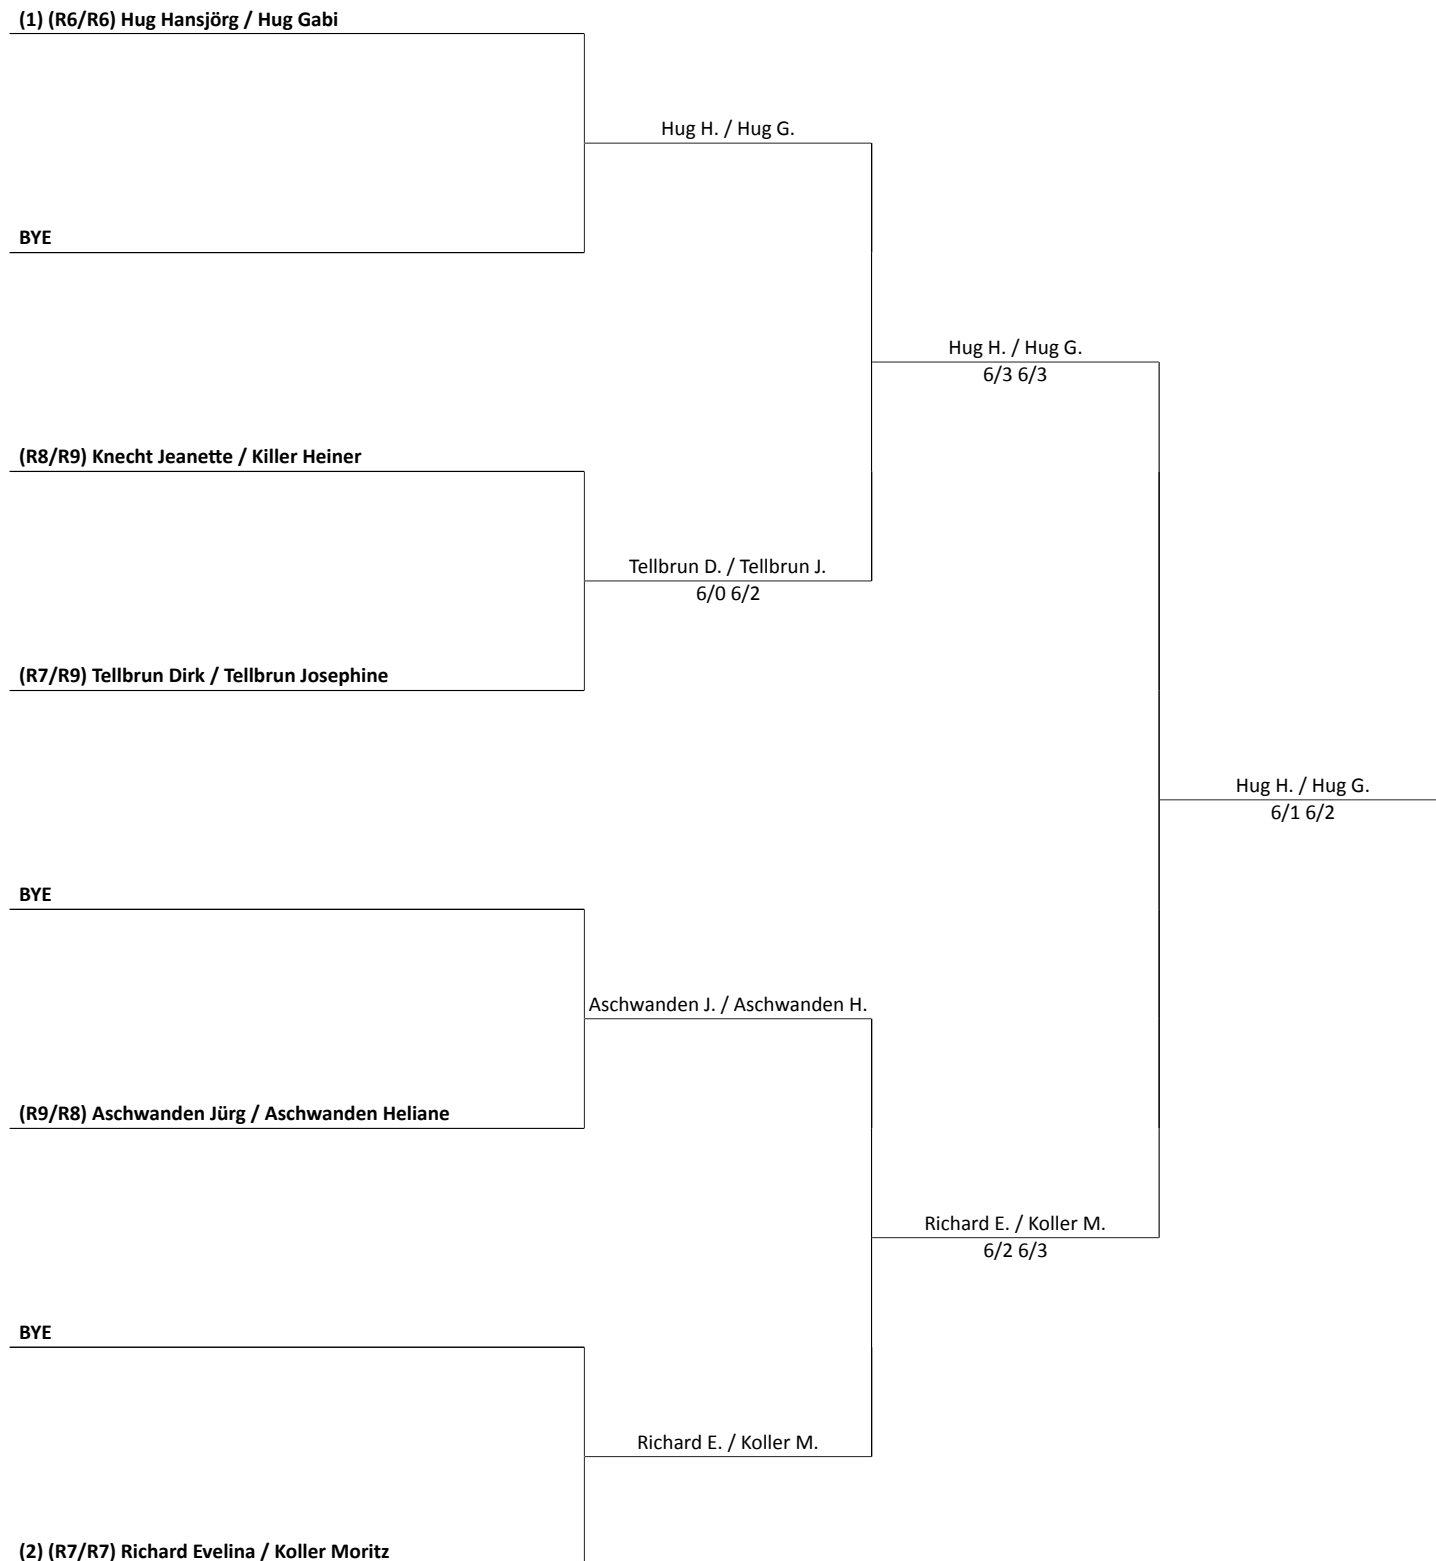 (1) (R6/R6) Hug Hansjörg / Hug Gabi
Hug H. / Hug G.
BYE
Hug H. / Hug G.
6/3 6/3
(R8/R9) Knecht Jeanette / Killer Heiner
Tellbrun D. / Tellbrun J.
6/0 6/2
(R7/R9) Tellbrun Dirk / Tellbrun Josephine
Hug H. / Hug G.
6/1 6/2
BYE
Aschwanden J. / Aschwanden H.
(R9/R8) Aschwanden Jürg / Aschwanden Heliane
Richard E. / Koller M.
6/2 6/3
BYE
Richard E. / Koller M.
(2) (R7/R7) Richard Evelina / Koller Moritz